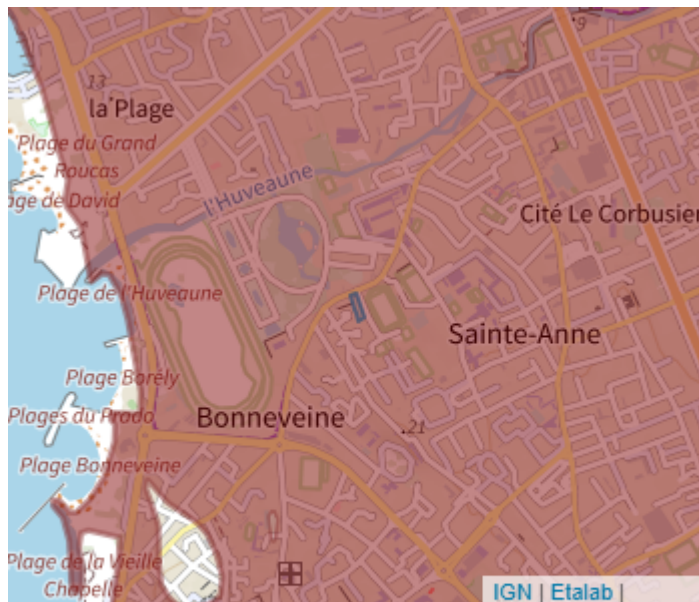 9
13
la Plage
Plage du Grand
Roucas
age de David
l'Huveaune
Cité Le Corbusier
Plage de l'Huveaune
Sainte-Anne
Plage Borély
Plages du Prado
Bonneveine
21
Plage Bonneveine
Plage de la Vieille
Chapelle
IGN | Etalab |